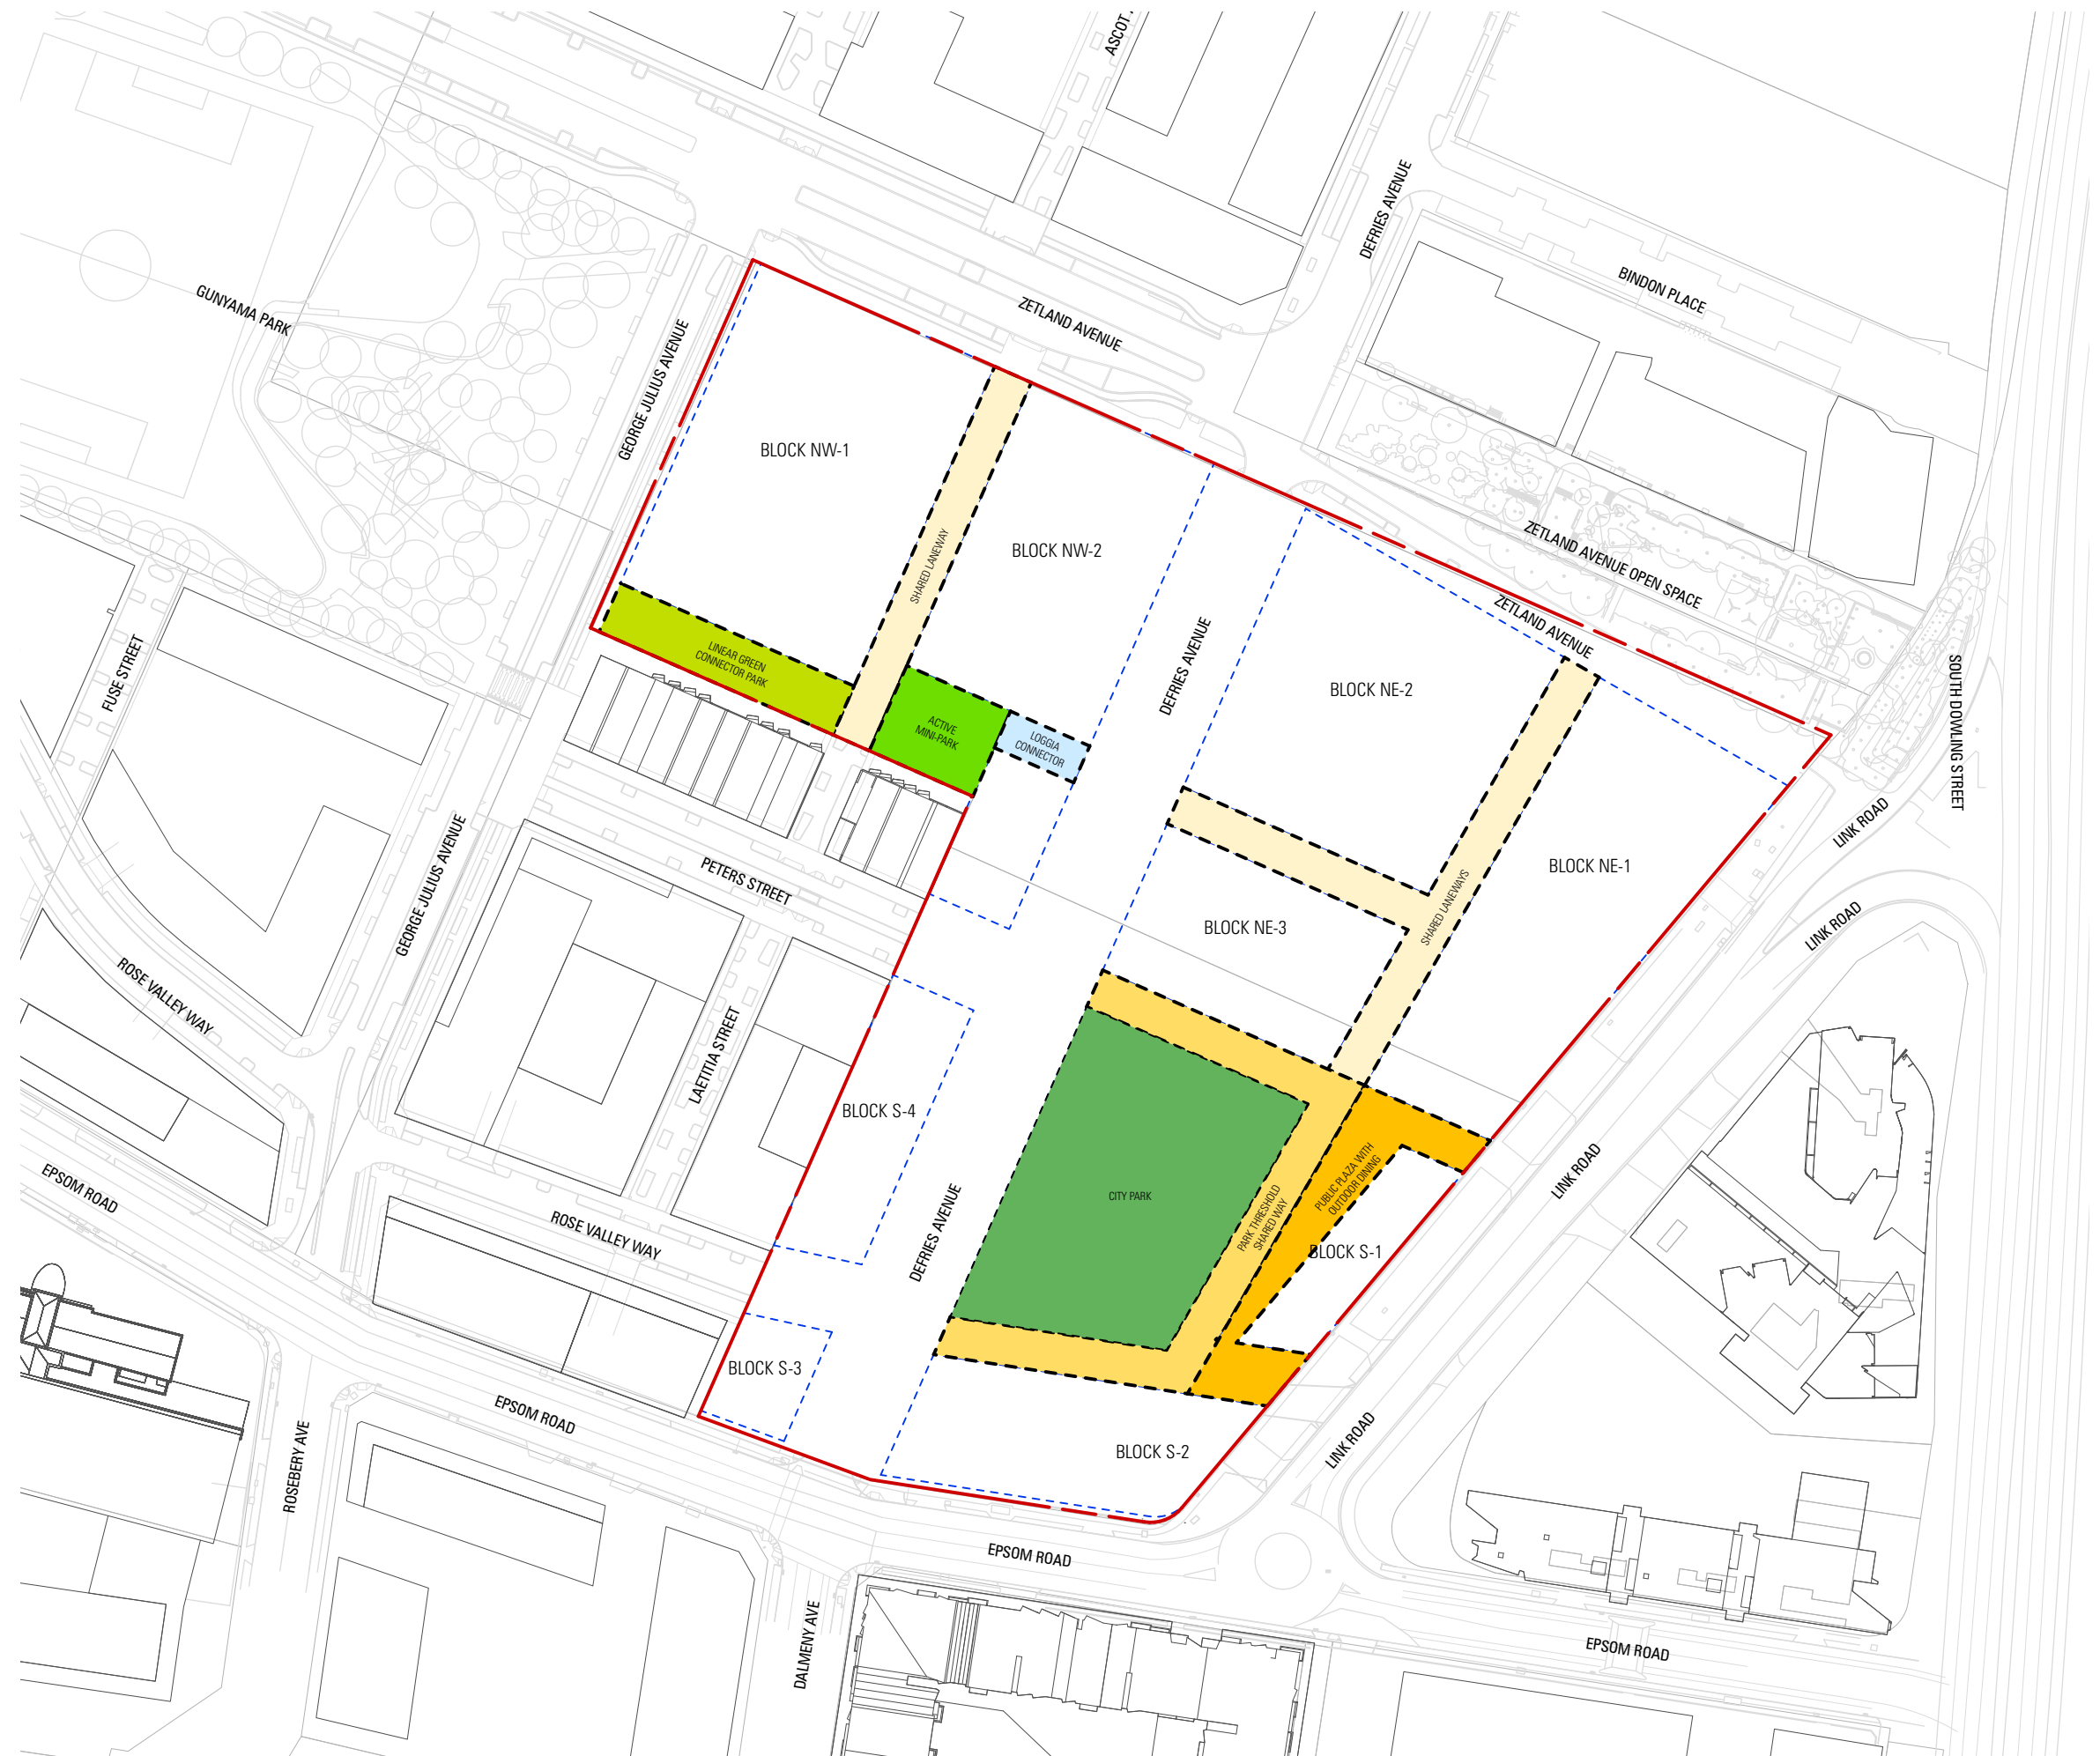 ASCOT
DEFRIES AVENUE
BINDON PLACE
GUNYAMA PARK
ZETLAND AVENUE
GEORGE JULIUS AVENUE
BLOCK NW-1
BLOCK NW-2
SHARED LANEWAY
ZETLAND AVENUE OPEN SPACE
ZETLAND AVENUE
DEFRIES AVENUE
BLOCK NE-2
FUSE STREET
LINEAR GREEN
CONNECTOR PARK
ACTIVE
MINI-PARK
LOGGIA
CONNECTOR
SOUTH DOWLING STREET
LINK ROAD
BLOCK NE-1
PETERS STREET
GEORGE JULIUS AVENUE
SHARED LANEWAYS
BLOCK NE-3
LINK ROAD
ROSE VALLEY WAY
LAETITIA STREET
BLOCK S-4
EPSOM ROAD
CITY PARK
PUBLIC PLAZA WITH
OUTDOOR DINING
LINK ROAD
PARK THRESHOLD
SHARED WAY
DEFRIES AVENUE
ROSE VALLEY WAY
BLOCK S-1
BLOCK S-3
EPSOM ROAD
BLOCK S-2
LINK ROAD
ROSEBERY AVE
EPSOM ROAD
DALMENY AVE
EPSOM ROAD